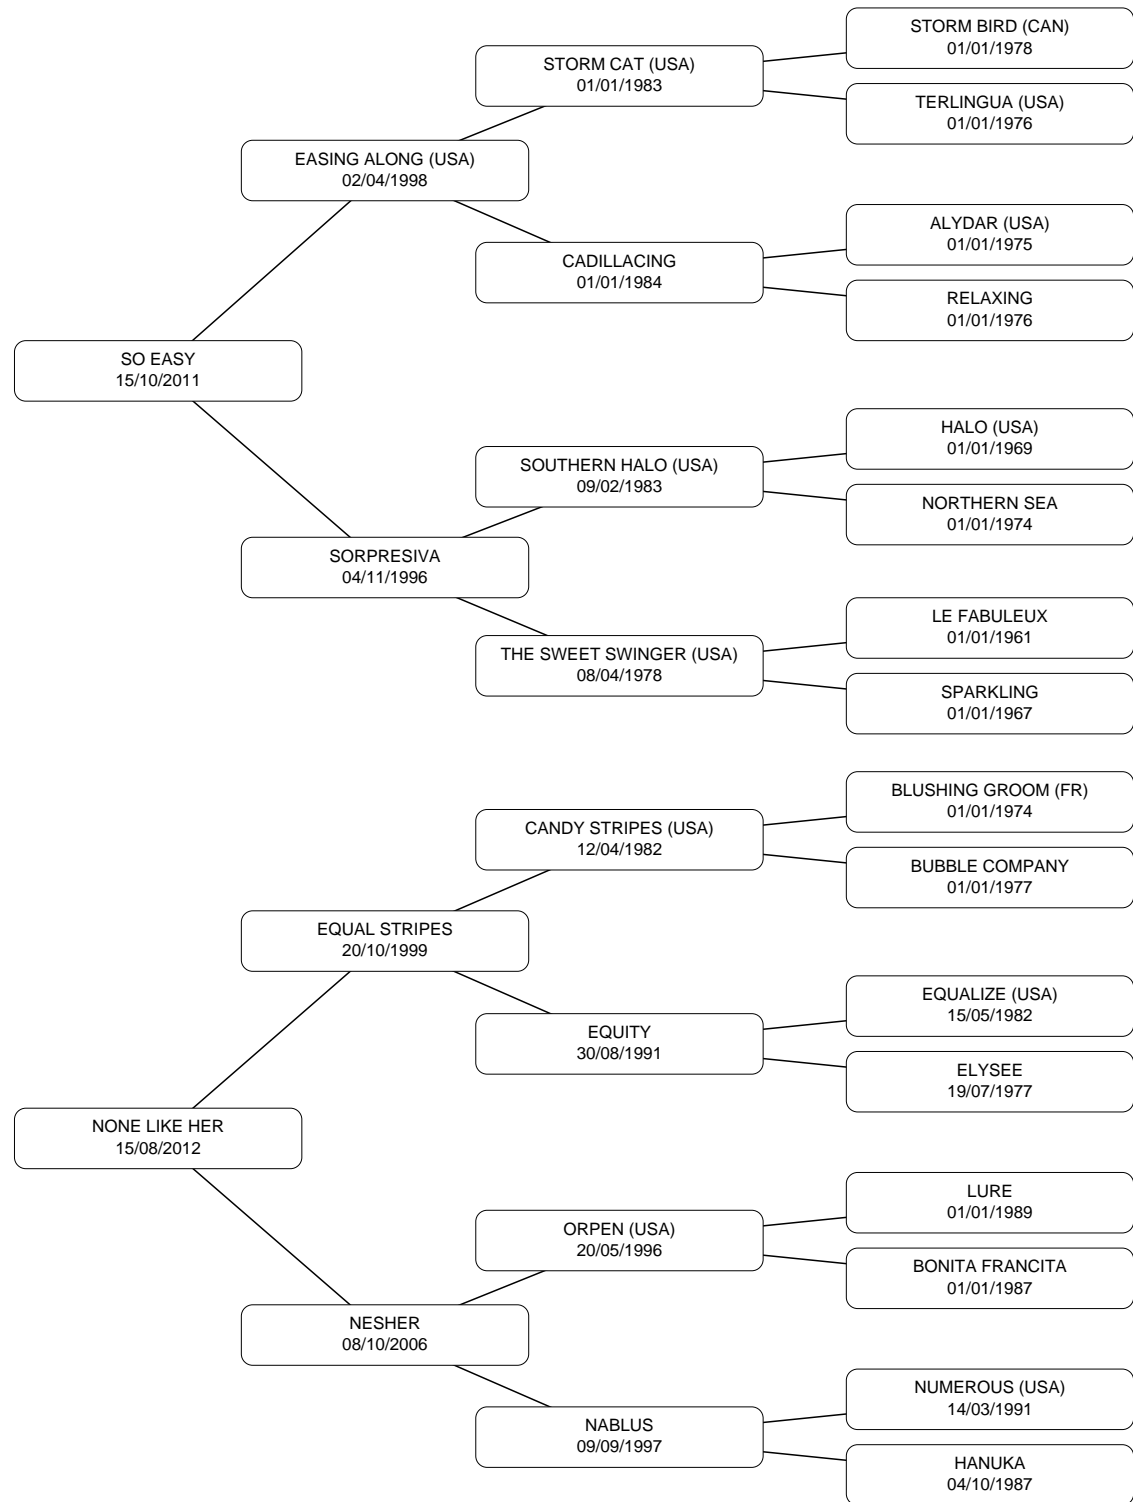 STORM BIRD (CAN)
01/01/1978
STORM CAT (USA)
01/01/1983
TERLINGUA (USA)
01/01/1976
EASING ALONG (USA)
02/04/1998
ALYDAR (USA)
01/01/1975
CADILLACING
01/01/1984
RELAXING
01/01/1976
SO EASY
15/10/2011
HALO (USA)
01/01/1969
SOUTHERN HALO (USA)
09/02/1983
NORTHERN SEA
01/01/1974
SORPRESIVA
04/11/1996
LE FABULEUX
01/01/1961
THE SWEET SWINGER (USA)
08/04/1978
SPARKLING
01/01/1967
BLUSHING GROOM (FR)
01/01/1974
CANDY STRIPES (USA)
12/04/1982
BUBBLE COMPANY
01/01/1977
EQUAL STRIPES
20/10/1999
EQUALIZE (USA)
15/05/1982
EQUITY
30/08/1991
ELYSEE
19/07/1977
NONE LIKE HER
15/08/2012
LURE
01/01/1989
ORPEN (USA)
20/05/1996
BONITA FRANCITA
01/01/1987
NESHER
08/10/2006
NUMEROUS (USA)
14/03/1991
NABLUS
09/09/1997
HANUKA
04/10/1987